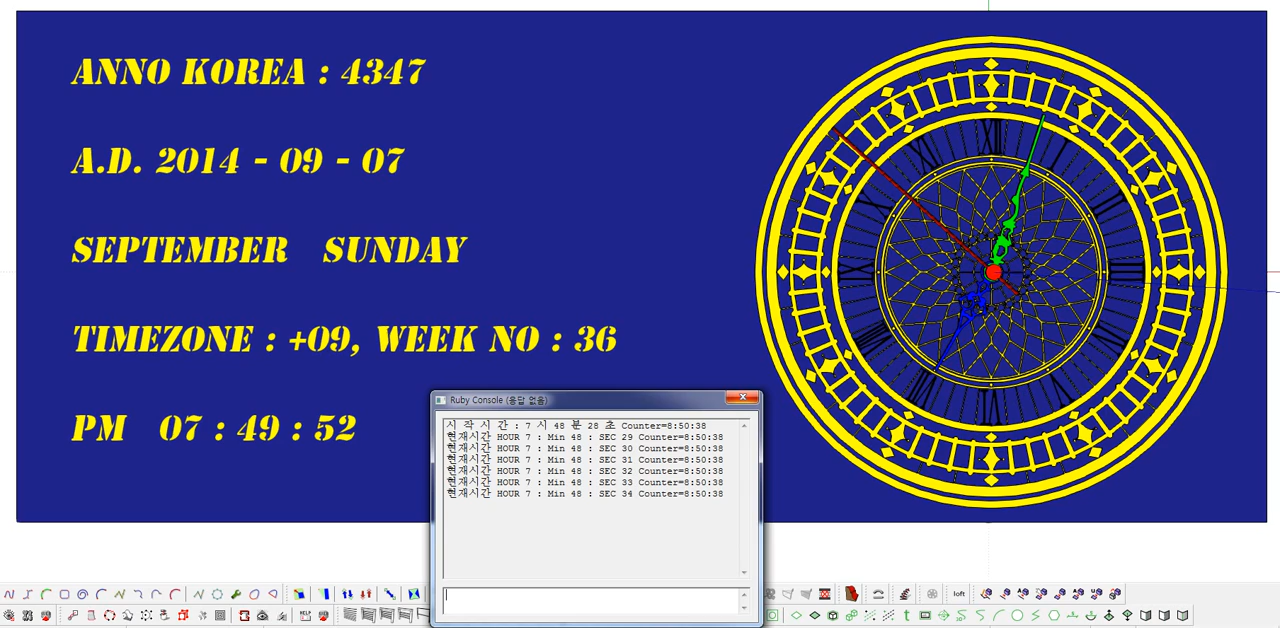 ANNO KOREA : 4347
A.D. 2014 - 09 - 07
SEPTEMBER SUNDAY
TIMEZONE : +09, WEEK NO : 36
PM 07 : 49 : 52
Ruby Console (응답 없음)
시 작 시 간 : 7 시 48 분 28 초 Counter=8:50:38
현재시간 HOUR 7 : Min 48 : SEC 29 Counter=8:50:38
현재시간 HOUR 7 : Min 48 : SEC 30 Counter=8:50:38
현재시간 HOUR 7 : Min 48 : SEC 31 Counter=8:50:38
현재시간 HOUR 7 : Min 48 : SEC 32 Counter=8:50:38
현재시간 HOUR 7 : Min 48 : SEC 33 Counter=8:50:38
현재시간 HOUR 7 : Min 48 : SEC 34 Counter=8:50:38
loft